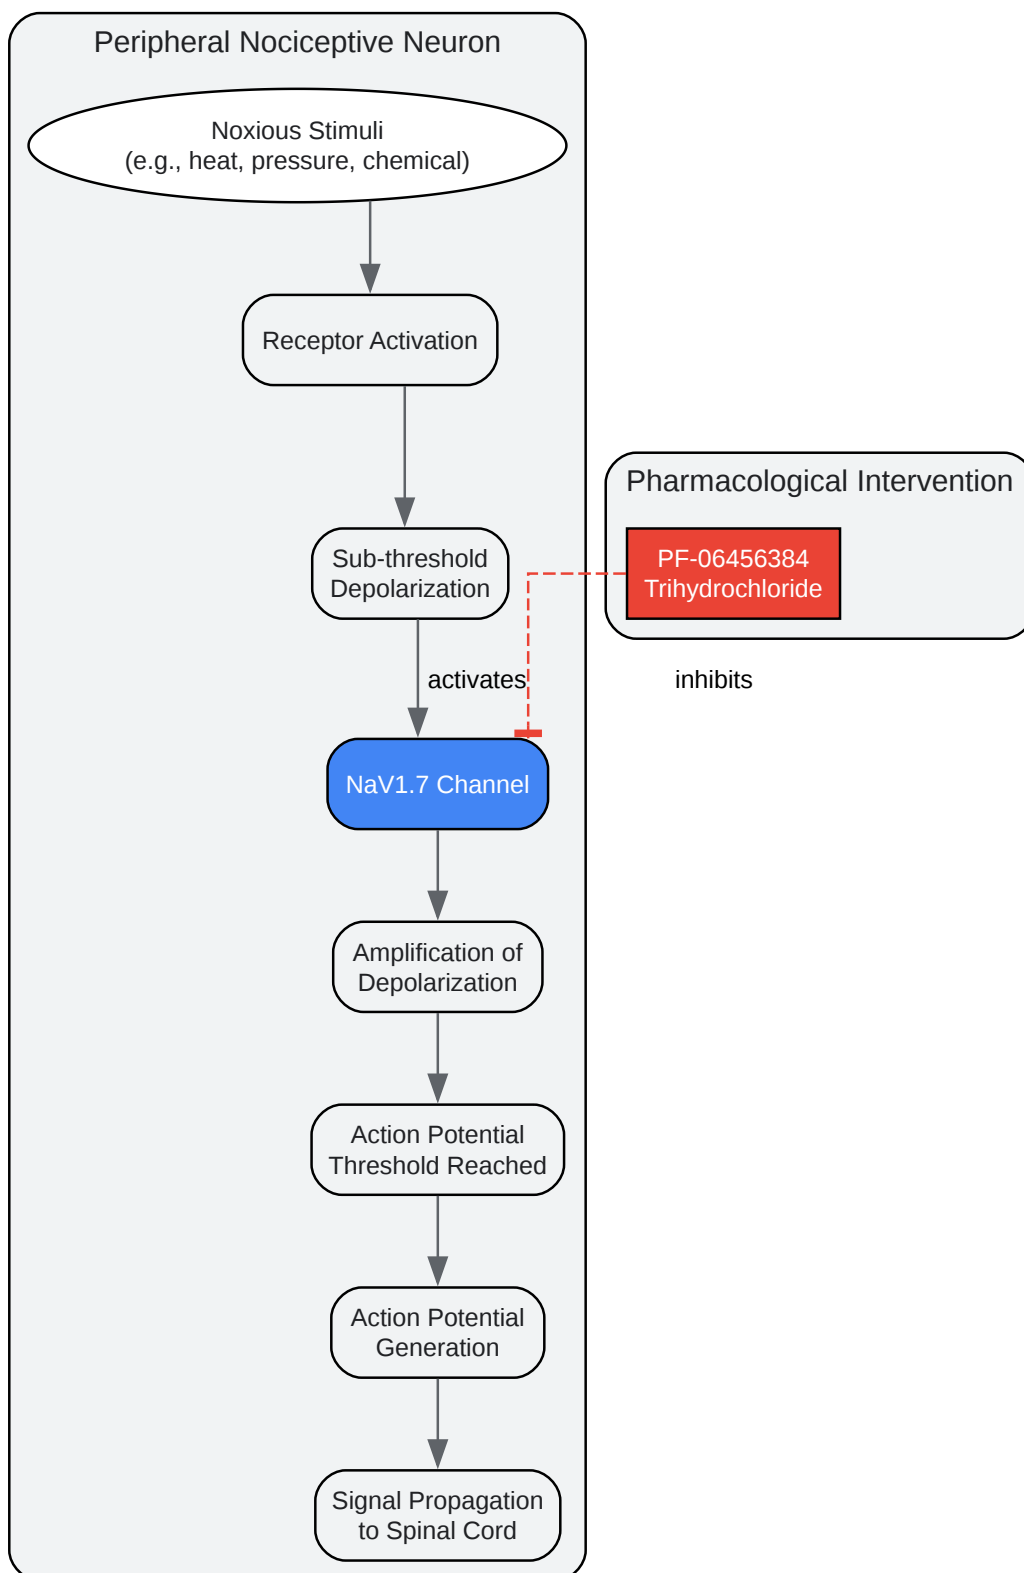 Peripheral Nociceptive Neuron
Noxious Stimuli
(e.g., heat, pressure, chemical)
Receptor Activation
Sub-threshold
Depolarization
Pharmacological Intervention
PF-06456384
Trihydrochloride
activates
inhibits
NaV1.7 Channel
Amplification of
Depolarization
Action Potential
Threshold Reached
Action Potential
Generation
Signal Propagation
to Spinal Cord